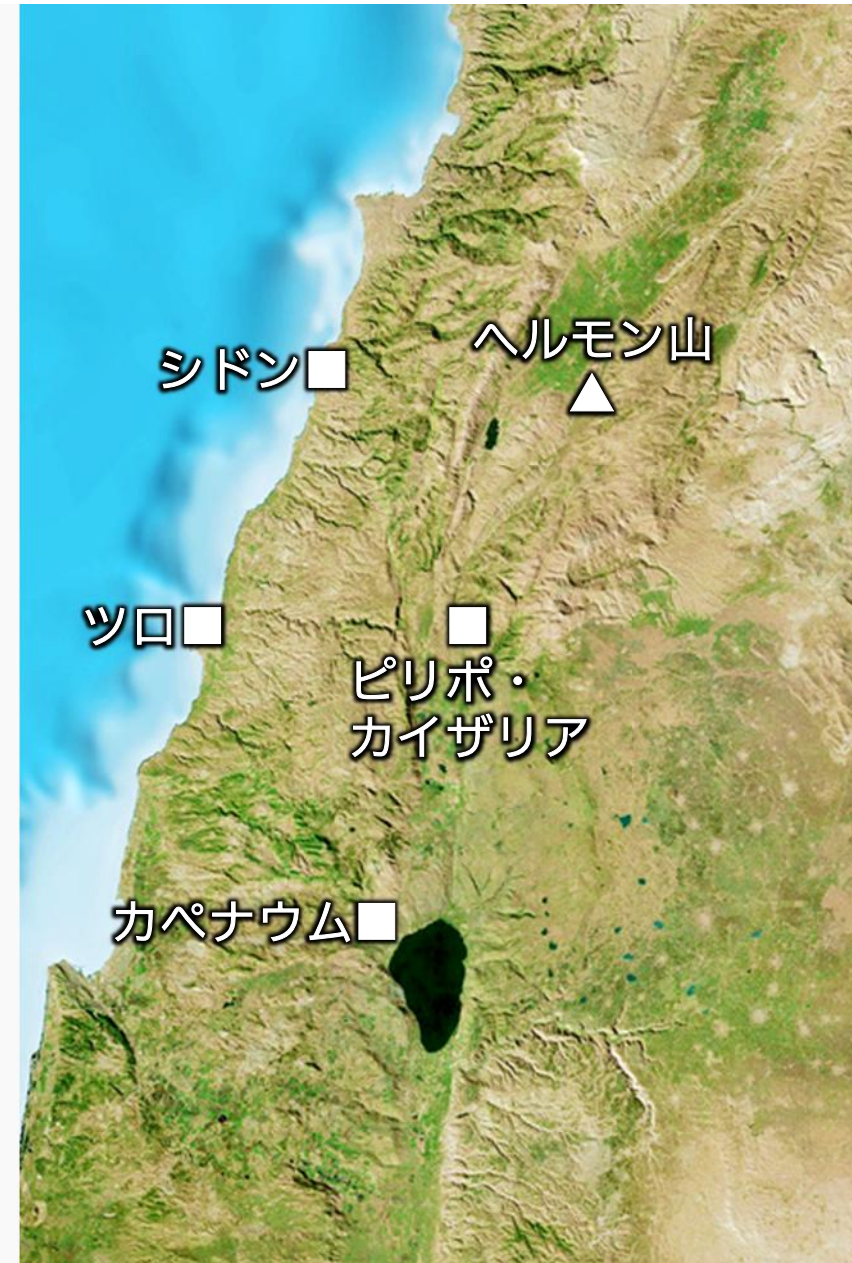 ヘルモン山
シドン
ツロ
ピリポ・
カイザリア
カペナウム